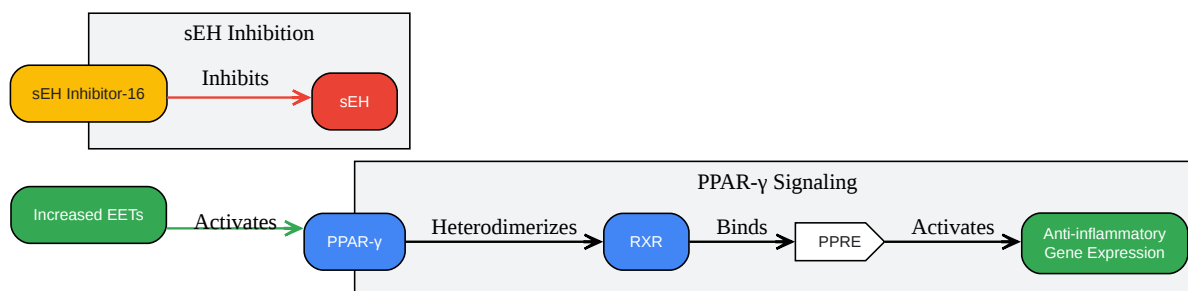 sEH Inhibition
sEH Inhibitor-16
Inhibits
sEH
PPAR-γ Signaling
Increased EETs
Activates
PPAR-γ
Heterodimerizes
RXR
Binds
PPRE
Activates
Anti-inflammatory
Gene Expression